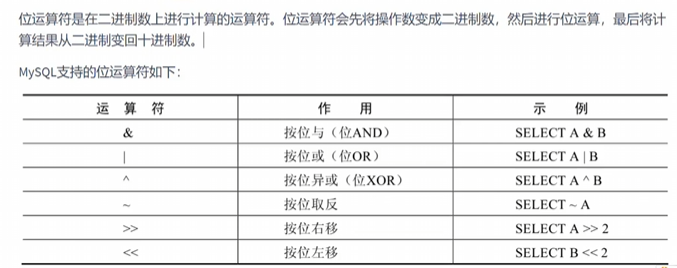 位运算符是在二进制数上进行计算的运算符。位运算符会先将操作数变成二进制数，然后进行位运算，最后将计
算结果从二进制变回十进制数。
MySQL支持的位运算符如下：
运 算 符 作 用 示 例
& 按位与（位AND） SELECT A & B
| 按位或（位OR） SELECT A | B
^ 按位异或（位XOR） SELECT A ^ B
~ 按位取反 SELECT ~ A
>> 按位右移 SELECT A >> 2
<< 按位左移 SELECT B << 2